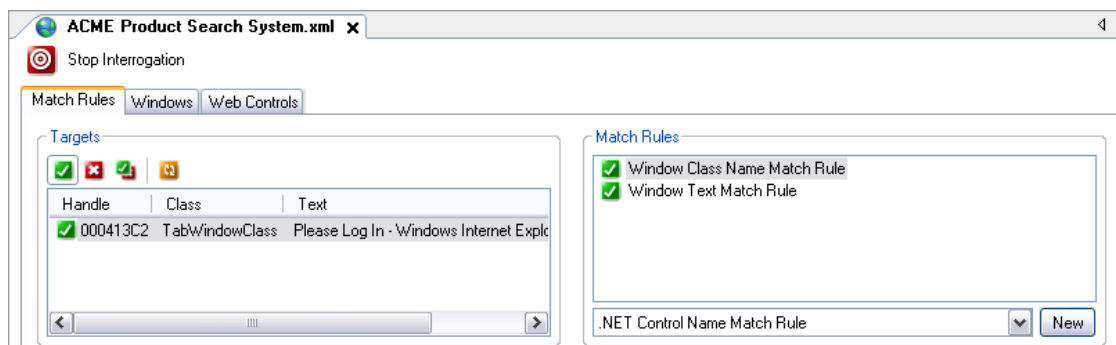 ACME Product Search System.xml
Stop Interrogation
Match Rules Windows Web Controls
Targets
Handle Class Text
000413C2 TabWindowClass Please Log In - Windows Internet Explo
Match Rules
Window Class Name Match Rule
Window Text Match Rule
.NET Control Name Match Rule New